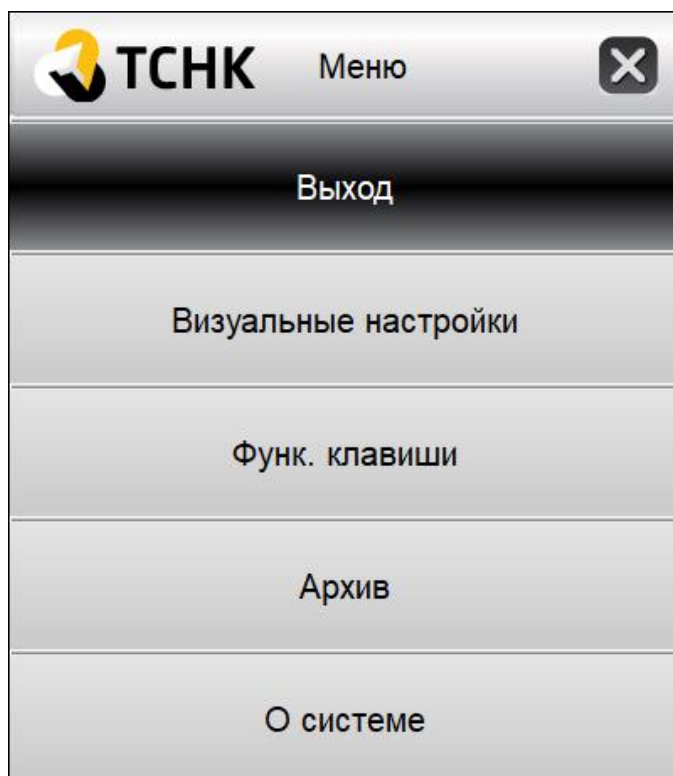 ТСНК Меню
Выход
Визуальные настройки
Функ. клавиши
Архив
О системе